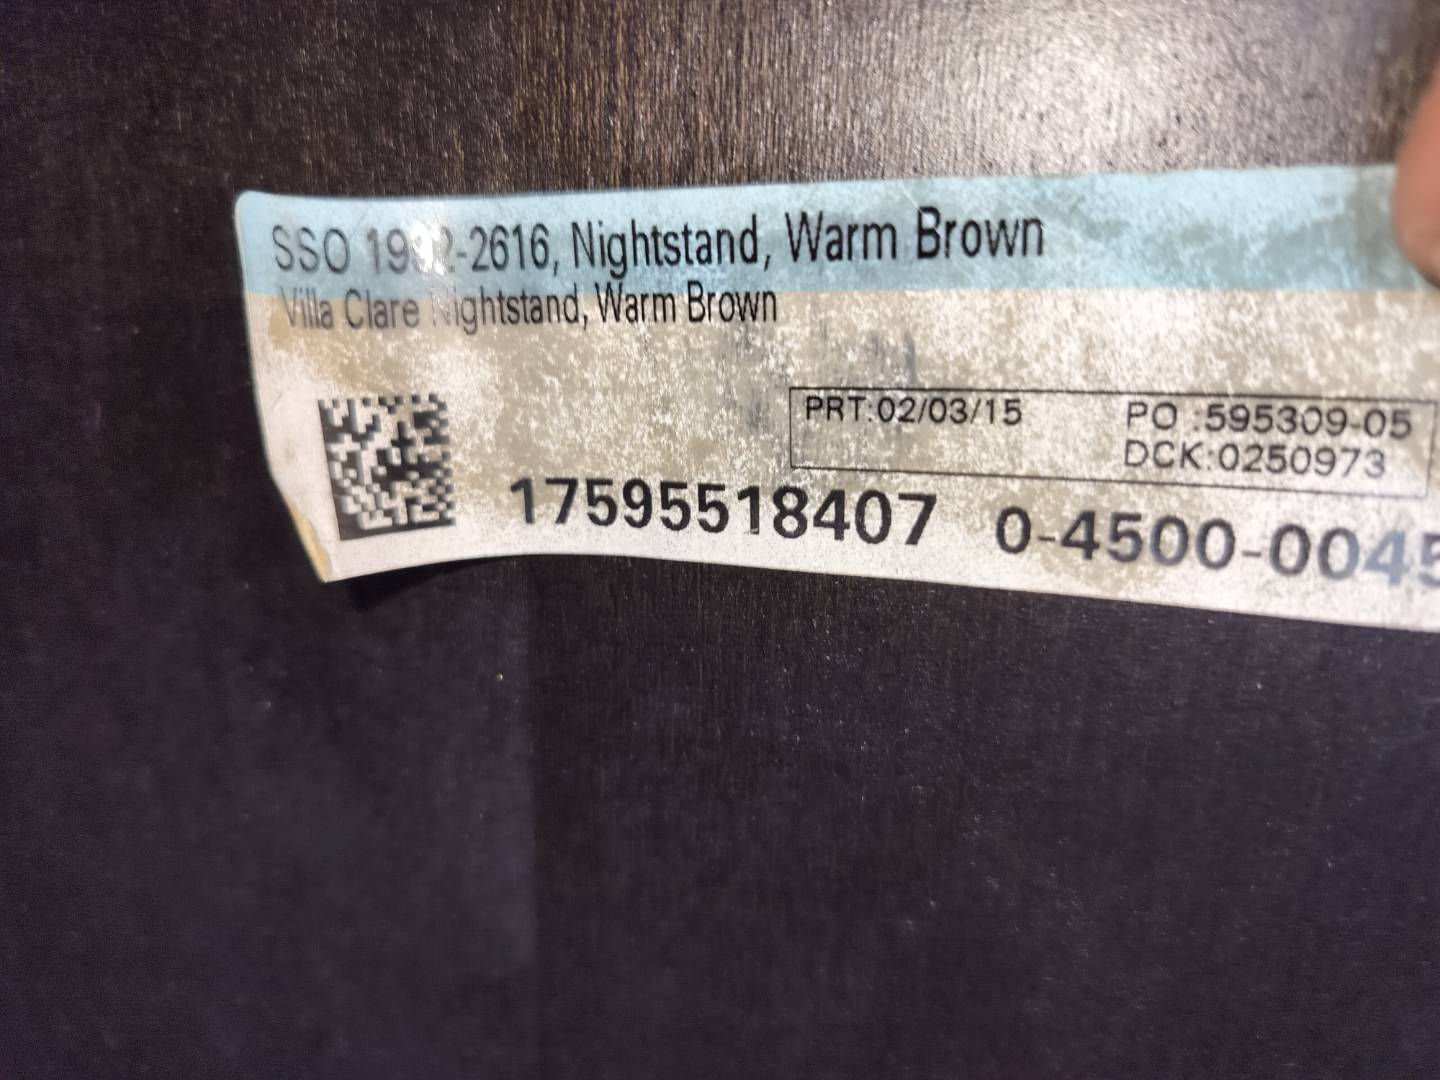 SSO, Nightstand, Warm Brown
Villa Clare Nightstand, Warm Brown
PRT:02/03/15 PO :595309-05
DCK:0250973
17595518407 0-4500-0045